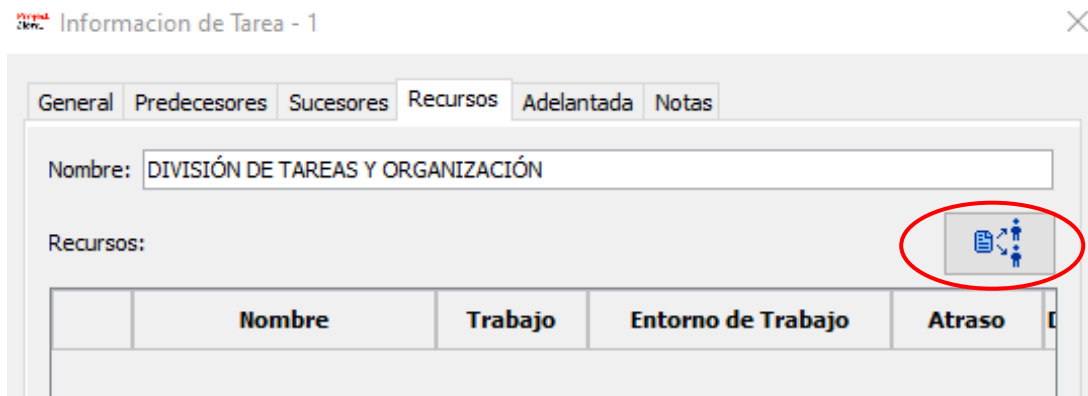 Informacion de Tarea - 1
General Predecesores Sucesores Recursos Adelantada Notas
Nombre: DIVISIÓN DE TAREAS Y ORGANIZACIÓN
Recursos:
Nombre Trabajo Entorno de Trabajo Atraso